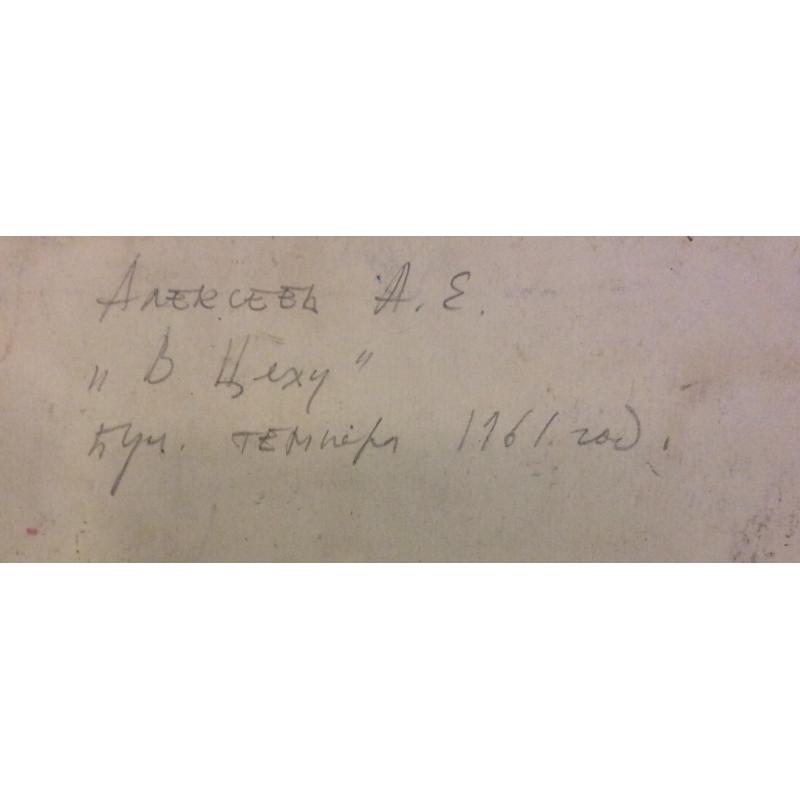 Алексеев А. Е.
„В Цеху"
Бум. темпера 1961 год.